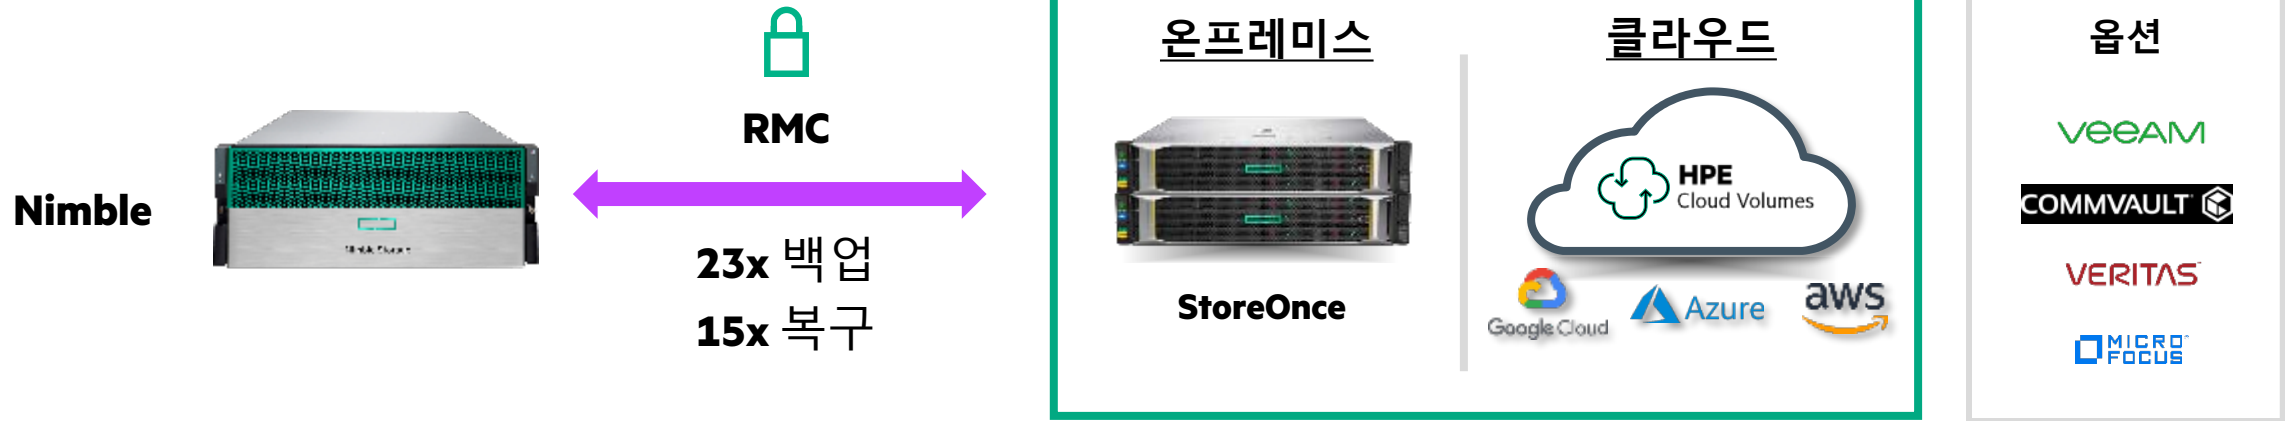 Nimble
RMC
23x 백업
15x 복구
온프레미스
StoreOnce
클라우드
HPE
Cloud Volumes
Google Cloud
Azure
aws
옵션
veeam
COMMVAULT
VERITAS
MICRO
FOCUS